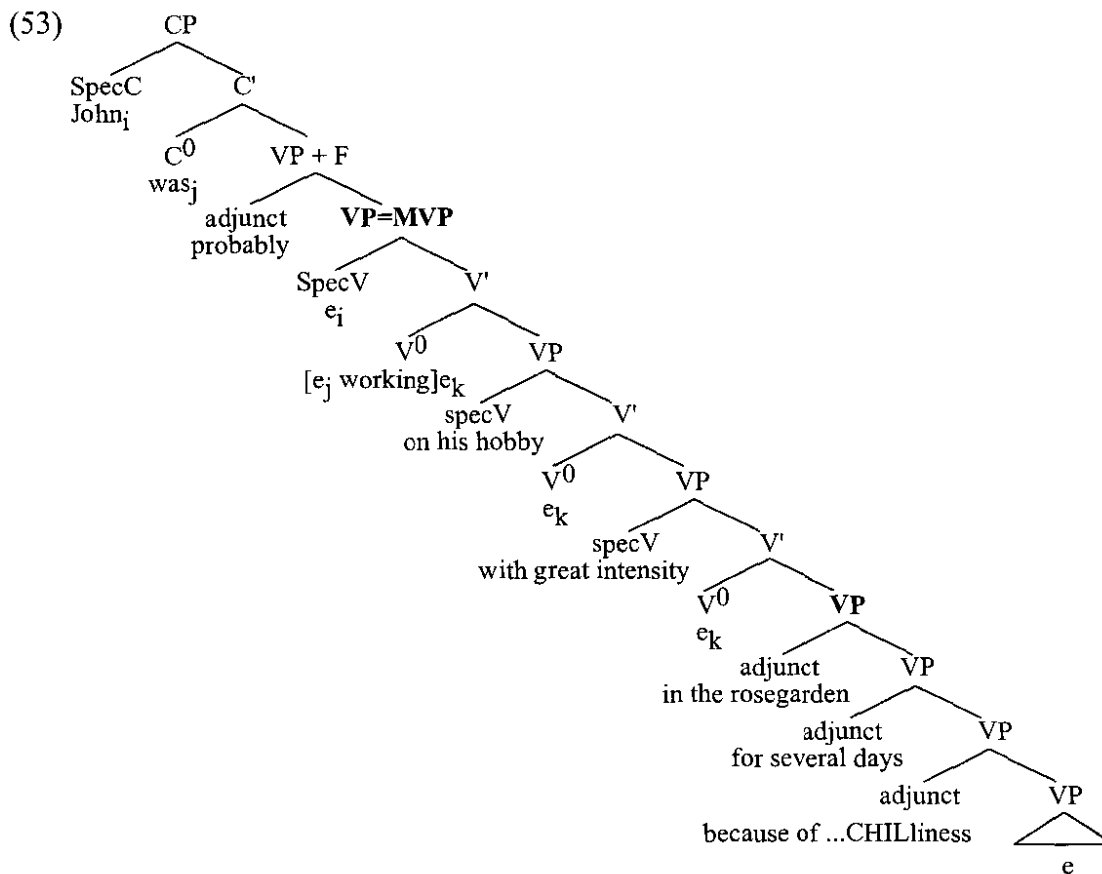 (53)
CP
SpecC C'
John_i
C^0 VP + F
was_j
adjunct VP=MVP
probably
SpecV V'
e_i
V^0 VP
[e_j working]e_k
specV V'
on his hobby
V^0 VP
e_k
specV V'
with great intensity
V^0 VP
e_k
adjunct VP
in the rosegarden
adjunct VP
for several days
adjunct VP
because of ...CHILliness
e